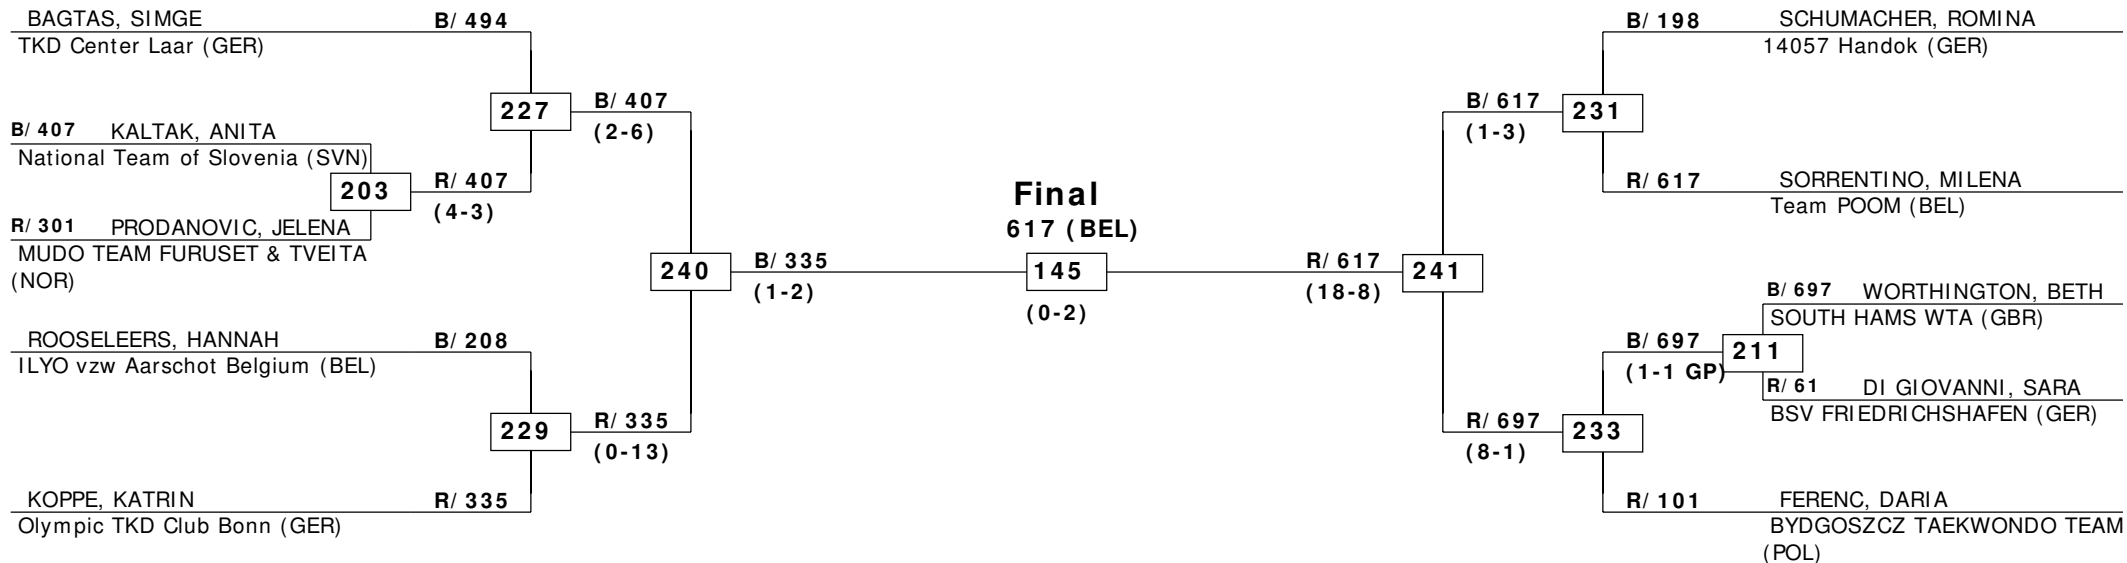 BAGTAS, SIMGE
B/ 494
TKD Center Laar (GER)
227
B/ 407
(2-6)
B/ 407
KALTAK, ANITA
National Team of Slovenia (SVN)
203
R/ 407
(4-3)
R/ 301
PRODANOVIC, JELENA
MUDO TEAM FURUSET & TVEITA
(NOR)
240
B/ 335
(1-2)
ROOSELEERS, HANNAH
B/ 208
ILYO vzw Aarschot Belgium (BEL)
229
R/ 335
(0-13)
KOPPE, KATRIN
R/ 335
Olympic TKD Club Bonn (GER)
Final
617 (BEL)
145
(0-2)
B/ 198
SCHUMACHER, ROMINA
14057 Handok (GER)
B/ 617
(1-3)
231
R/ 617
SORRENTINO, MILENA
Team POOM (BEL)
R/ 617
(18-8)
241
B/ 697
WORTHINGTON, BETH
SOUTH HAMS WTA (GBR)
B/ 697
(1-1 GP)
211
R/ 61
DI GIOVANNI, SARA
BSV FRIEDRICHSHAFEN (GER)
R/ 697
(8-1)
233
R/ 101
FERENC, DARIA
BYDGOSZCZ TAEKWONDO TEAM
(POL)